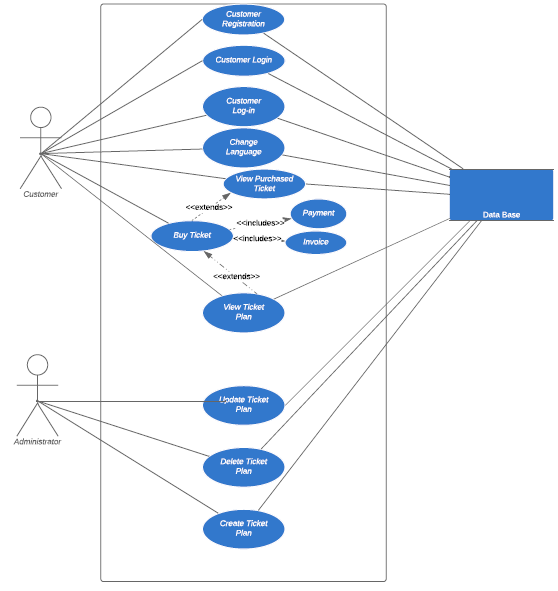 Customer
Registration
Customer Login
Customer
Log-in
Change
Language
View Purchased
Ticket
Customer
<<extends>>
Payment
<<includes>>
Data Base
Buy Ticket
<<includes>>
Invoice
<<extends>>
View Ticket
Plan
Update Ticket
Plan
Administrator
Delete Ticket
Plan
Create Ticket
Plan